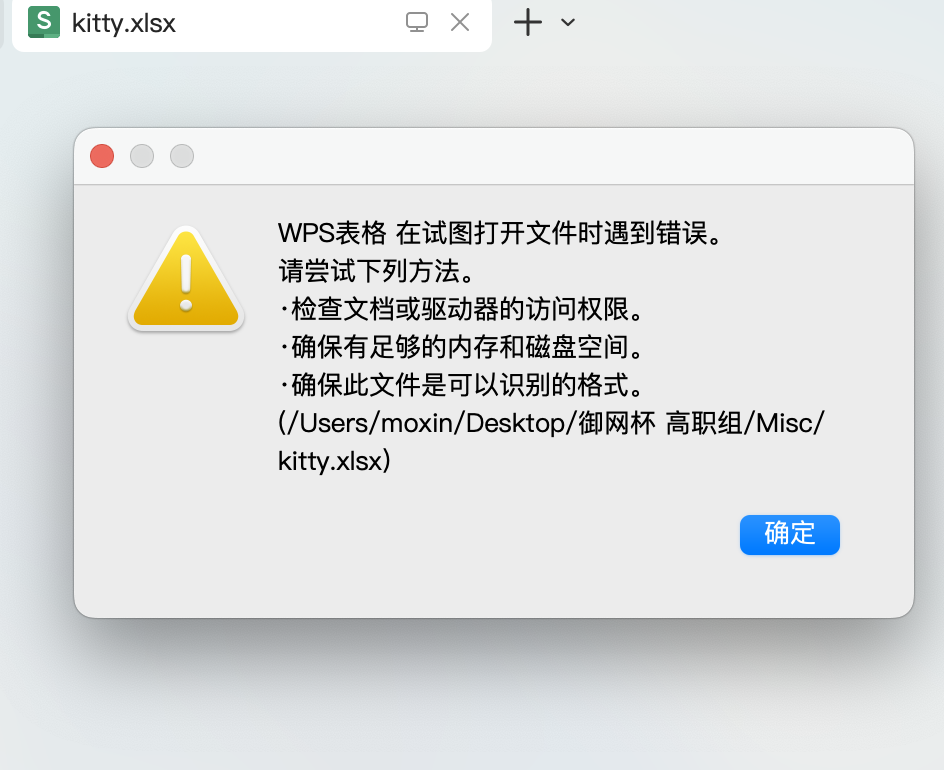 S kitty.xlsx
WPS表格 在试图打开文件时遇到错误。
请尝试下列方法。
·检查文档或驱动器的访问权限。
·确保有足够的内存和磁盘空间。
·确保此文件是可以识别的格式。
(/Users/moxin/Desktop/御网杯 高职组/Misc/
kitty.xlsx)
确定